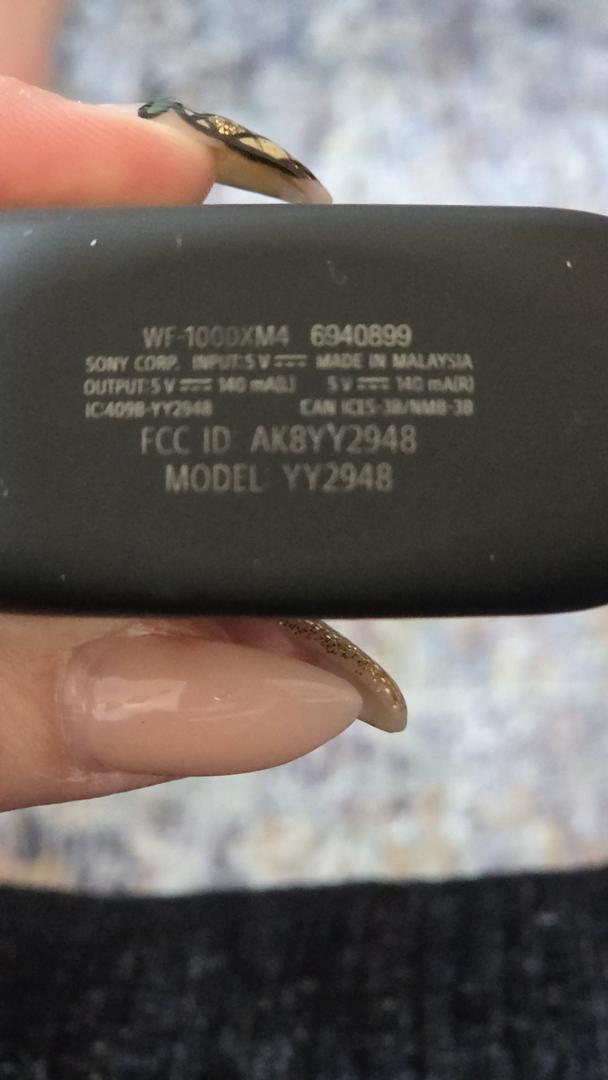 WF-1000XM4 6940899
SONY CORP. INPUT:5 V ⎓ MADE IN MALAYSIA
OUTPUT:5 V ⎓ 140 mA(L) 5 V ⎓ 140 mA(R)
IC:409B-YY2948 CAN ICES-3B/NMB-3B
FCC ID: AK8YY2948
MODEL: YY2948